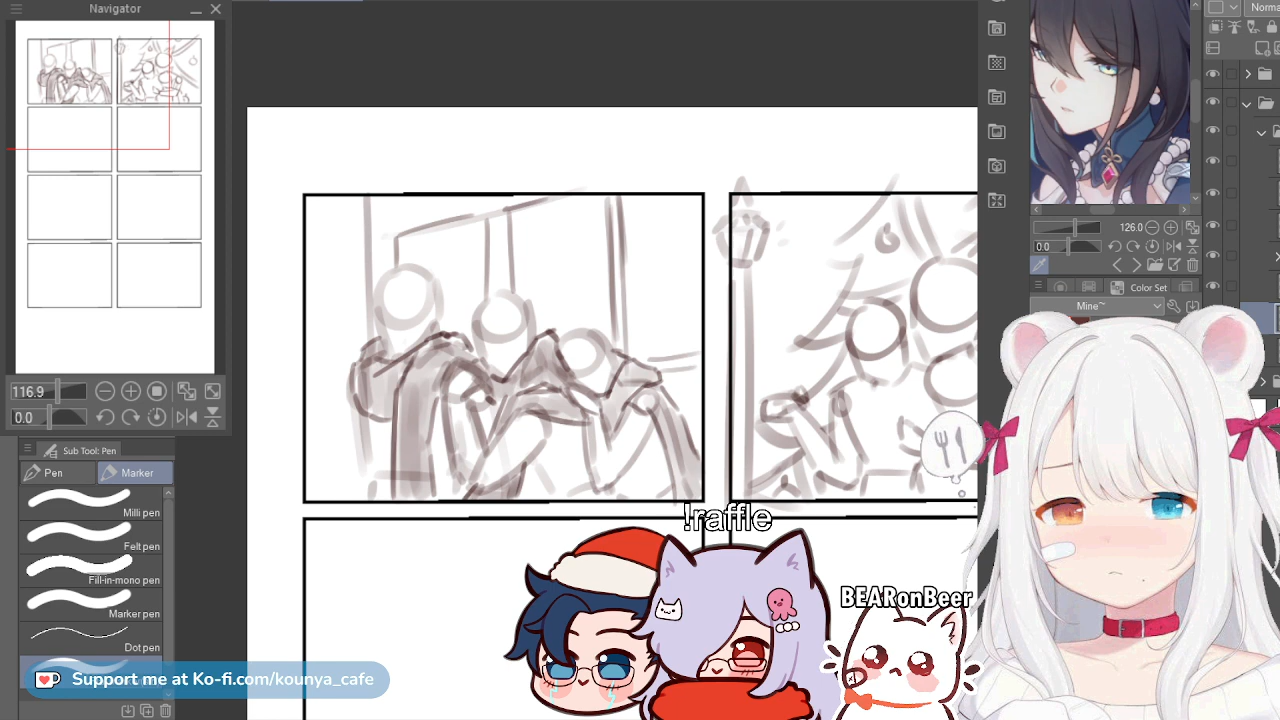 Navigator
116.9
0.0
Sub Tool: Pen
Pen
Marker
Milli pen
Felt pen
Fill-in-mono pen
Marker pen
Dot pen
Support me at Ko-fi.com/kounya_cafe
!raffle
BEARonBeer
Norma
126.0
0.0
Color Set
Mine~